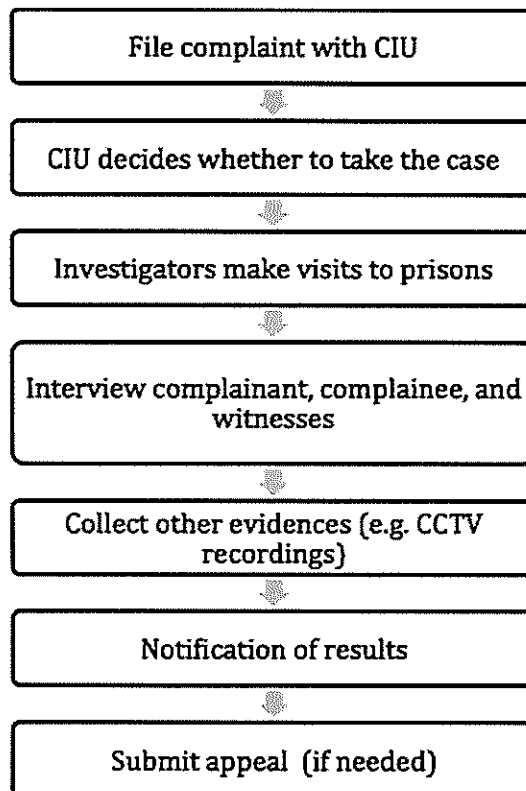 File complaint with CIU
CIU decides whether to take the case
Investigators make visits to prisons
Interview complainant, complainee, and
witnesses
Collect other evidences (e.g. CCTV
recordings)
Notification of results
Submit appeal (if needed)